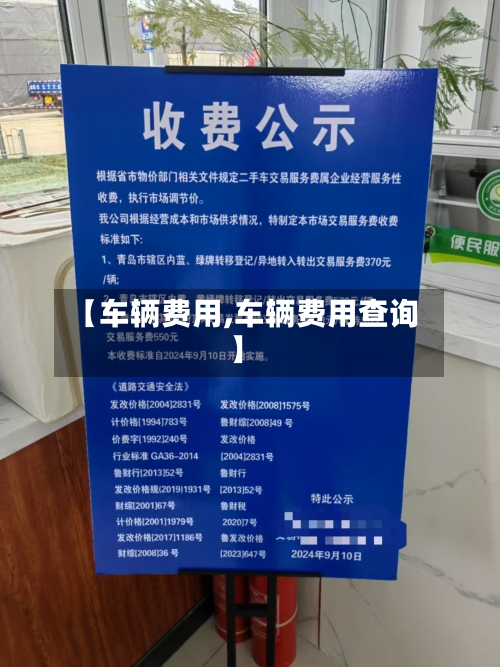 收费公示
根据省市物价部门相关文件规定二手车交易服务费属企业经营服务性
收费，执行市场调节价。
我公司根据经营成本和市场供求情况，特制定本市场交易服务费收费
标准如下:
1、青岛市辖区内蓝、绿牌转移登记/异地转入转出交易服务费370元
/辆;
【车辆费用,车辆费用查询
】
交易服务费550元
本收费标准自2024年9月10日开始实施。
《道路交通安全法》
发改价格[2004]2831号 发改价格[2008]1575号
计价格[1994]783号 鲁财综[2008]49 号
价费字[1992]240号 发改价格
行业标准 GA36-2014 [2004]2831号
鲁财行[2013]52号 鲁财行
发改价格规(2019)1931号 [2013]52号
财综[2001]67号 鲁财税
计价格[2001]1979号 2020]7号
发改价格[2017]1186号 鲁发改价格
财综[2008]36 号 [2023]647号
特此公示
2024年9月10日
便民服